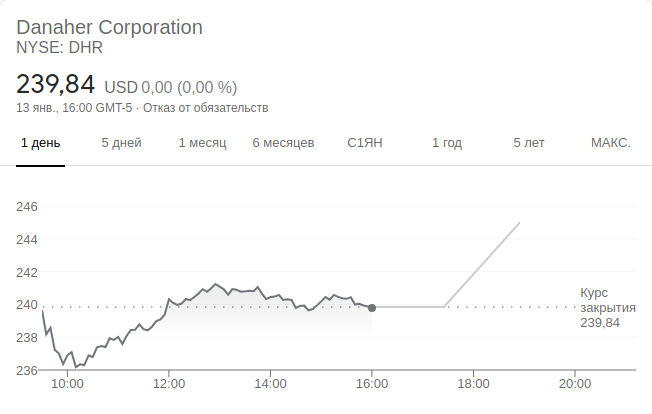 Danaher Corporation
NYSE: DHR
239,84 USD 0,00 (0,00 %)
13 янв., 16:00 GMT-5 · Отказ от обязательств
1 день 5 дней 1 месяц 6 месяцев С1ЯН 1 год 5 лет МАКС.
246
244
242
240
238
236
Курс
закрытия
239,84
10:00 12:00 14:00 16:00 18:00 20:00